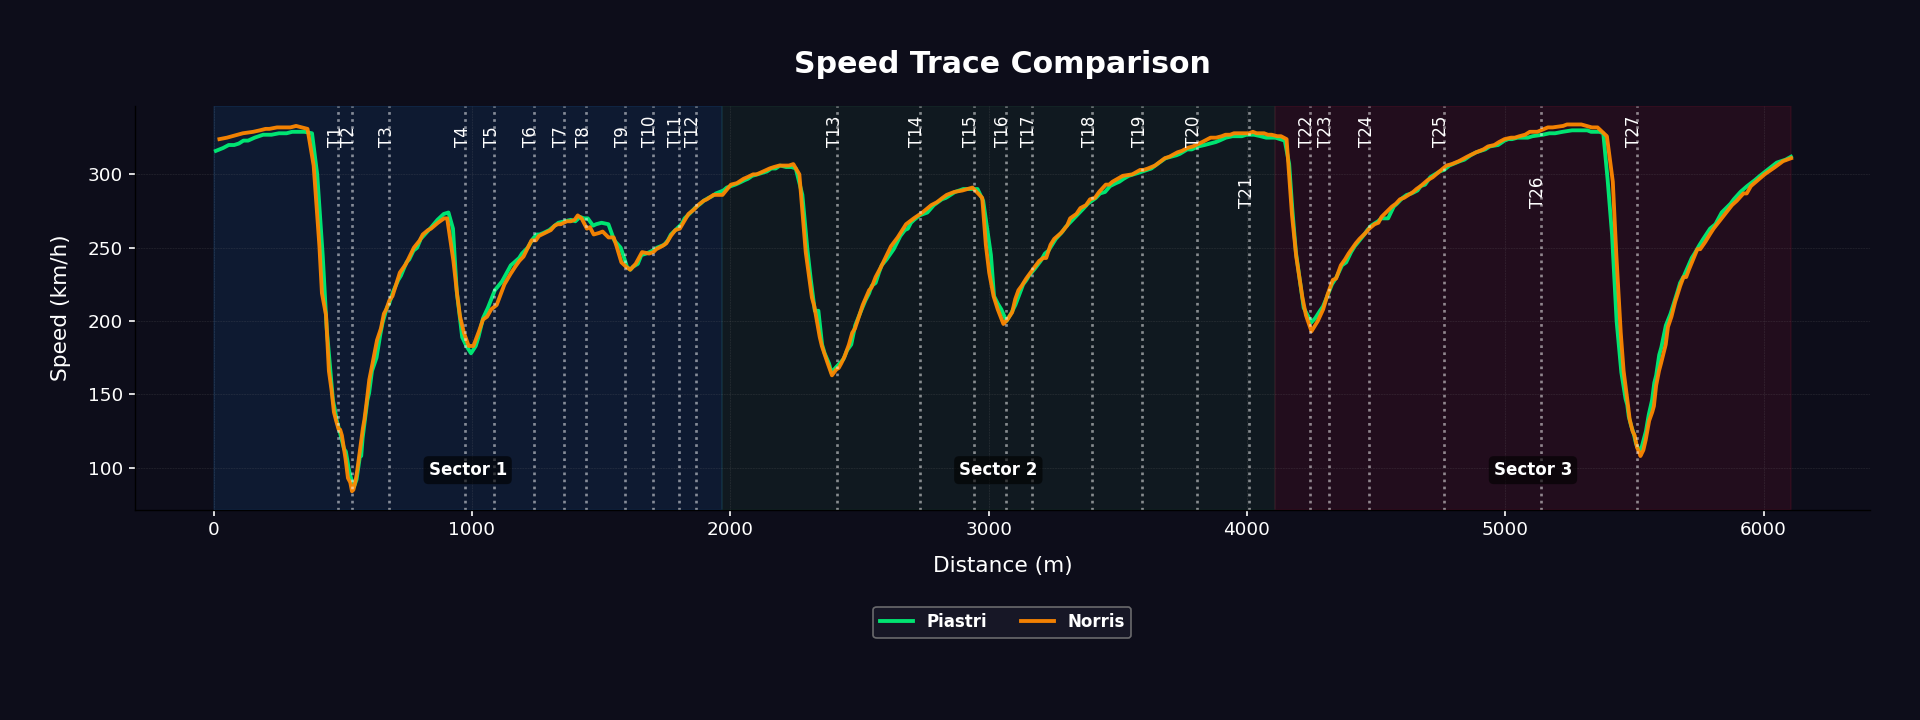 Speed Trace Comparison
T1 T2 T3 T4 T5 T6 T7 T8 T9 T10 T11 T12 T13 T14 T15 T16 T17 T18 T19 T20 T22 T23 T24 T25 T27
T21 T26
300
250
200
150
100
Speed (km/h)
Sector 1 Sector 2 Sector 3
0 1000 2000 3000 4000 5000 6000
Distance (m)
Piastri Norris